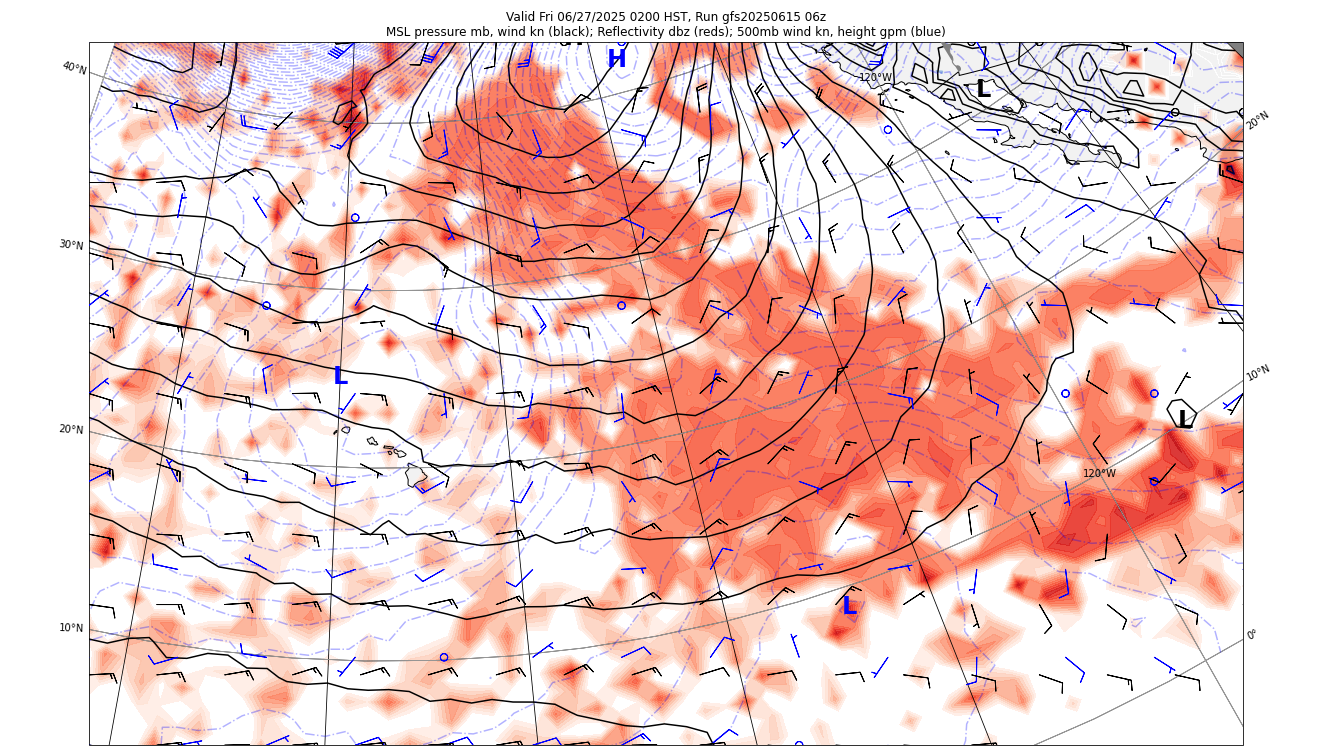 Valid Fri 06/27/2025 0200 HST, Run gfs20250615 06z
MSL pressure mb, wind kn (black); Reflectivity dbz (reds); 500mb wind kn, height gpm (blue)
H
40°N
120°W
L
20°N
L
30°N
10°N
L
L
20°N
120°W
L
10°N
0°